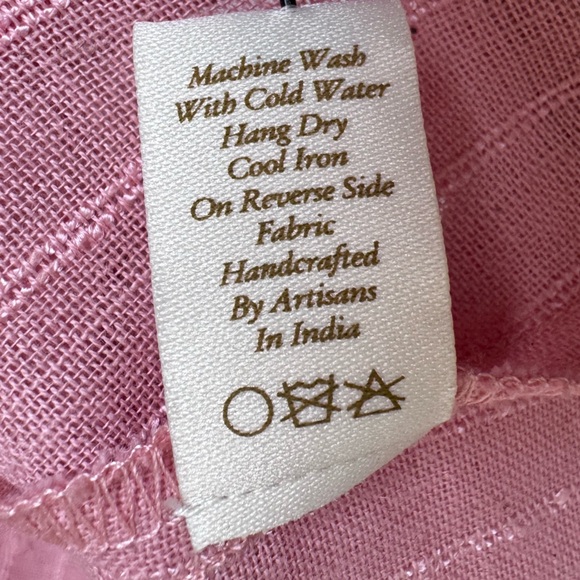 Machine Wash
With Cold Water
Hang Dry
Cool Iron
On Reverse Side
Fabric
Handcrafted
By Artisans
In India